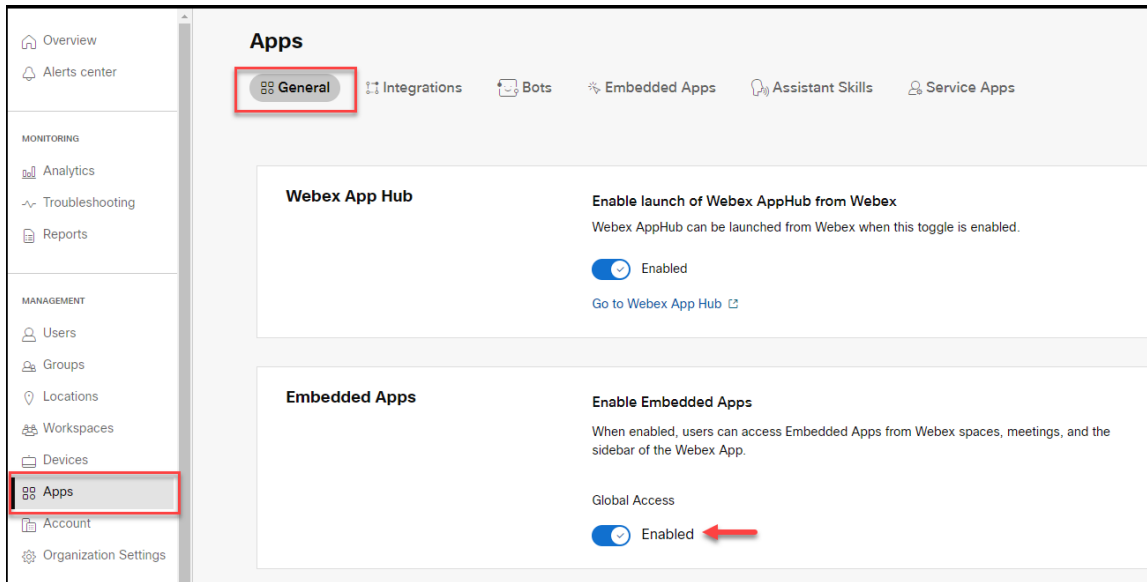 Overview
Alerts center
MONITORING
Analytics
Troubleshooting
Reports
MANAGEMENT
Users
Groups
Locations
Workspaces
Devices
Apps
Account
Organization Settings
Apps
General Integrations Bots Embedded Apps Assistant Skills Service Apps
Webex App Hub
Enable launch of Webex AppHub from Webex
Webex AppHub can be launched from Webex when this toggle is enabled.
Enabled
Go to Webex App Hub
Embedded Apps
Enable Embedded Apps
When enabled, users can access Embedded Apps from Webex spaces, meetings, and the
sidebar of the Webex App.
Global Access
Enabled